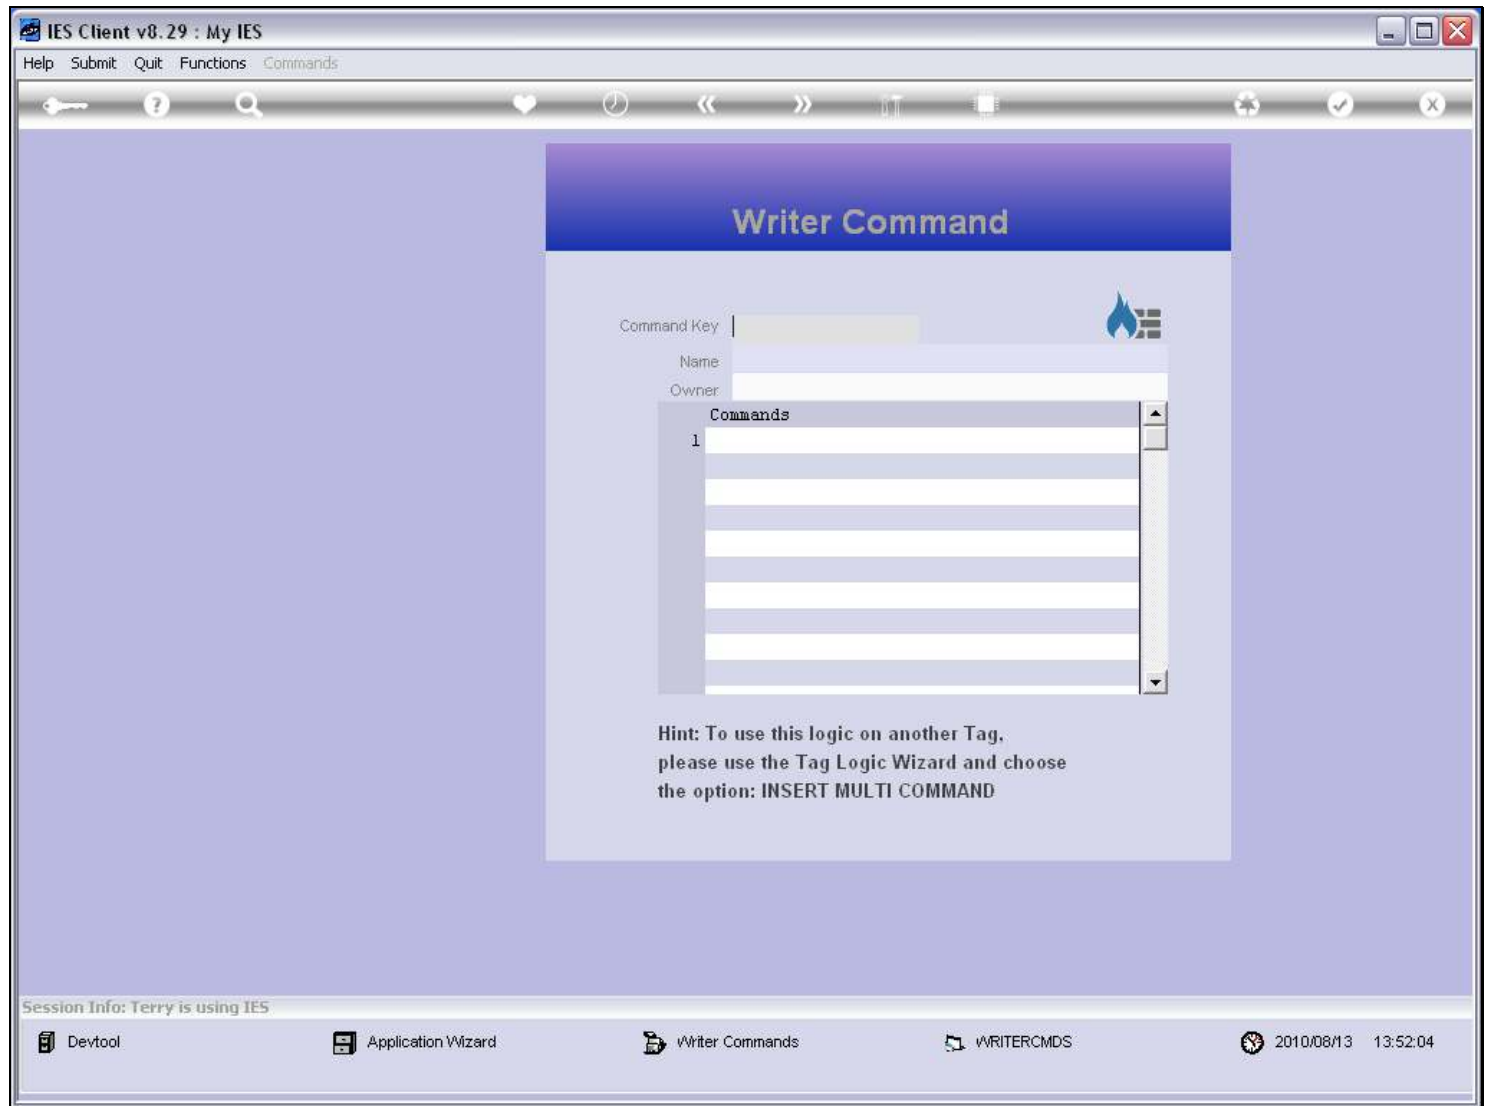 IES Client v8.29 : My IES
Help Submit Quit Functions Commands
Writer Command
Command Key
Name
Owner
Commands
1
Hint: To use this logic on another Tag,
please use the Tag Logic Wizard and choose
the option: INSERT MULTI COMMAND
Session Info: Terry is using IES
Devtool Application Wizard Writer Commands WRITERCMDS 2010/08/13 13:52:04